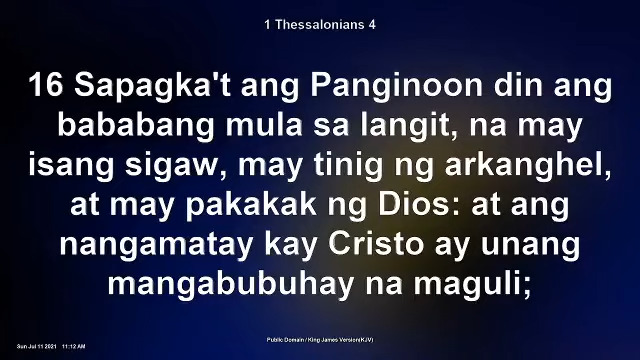 1 Thessalonians 4
16 Sapagka't ang Panginoon din ang
bababang mula sa langit, na may
isang sigaw, may tinig ng arkanghel,
at may pakakak ng Dios: at ang
nangamatay kay Cristo ay unang
mangabubuhay na maguli;
Public Domain / King James Version(KJV)
Sun Jul 11 2021 11:12 AM